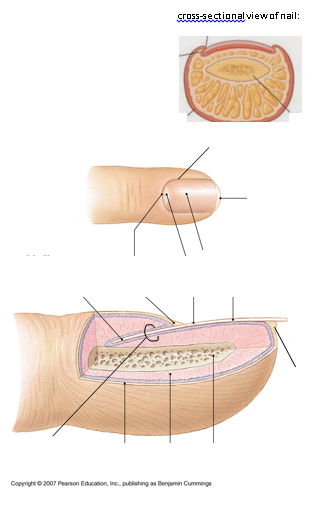 cross-sectional view of nail:
Copyright © 2007 Pearson Education, Inc., publishing as Benjamin Cummings